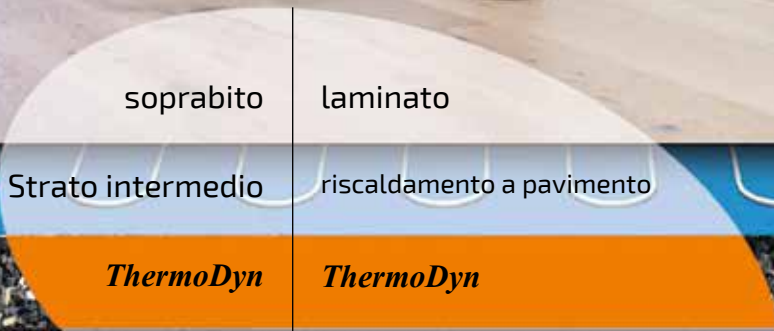 soprabito laminato
Strato intermedio riscaldamento a pavimento
ThermoDyn ThermoDyn